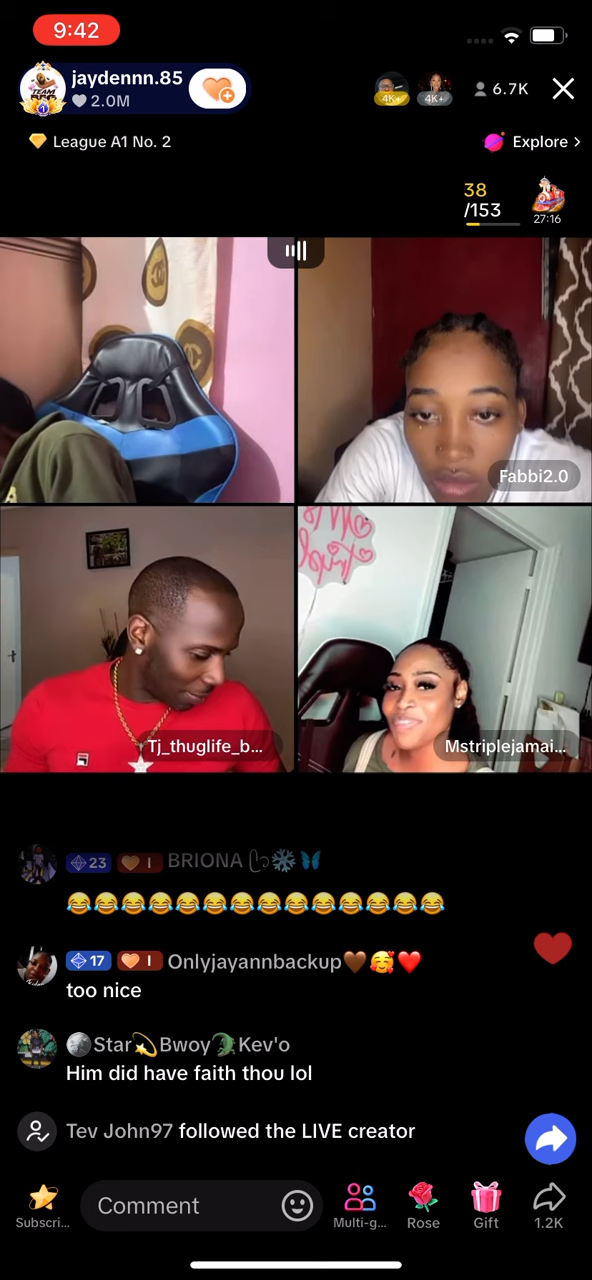 9:42
jaydennn.85
2.0M
4K+
4K+
6.7K
League A1 No. 2
Explore >
38
/153
27:16
Fabbi2.0
Tj_thuglife_b...
Mstriplejamai...
23 I BRIONA 🫰🏻❄️🦋
😂😂😂😂😂😂😂😂😂😂😂😂😂😂
17 I Onlyjayannbackup🤎🥰❤️
too nice
🌕Star💫Bwoy🐊Kev'o
Him did have faith thou lol
Tev John97 followed the LIVE creator
Subscri...
Comment
Multi-g...
Rose
Gift
1.2K